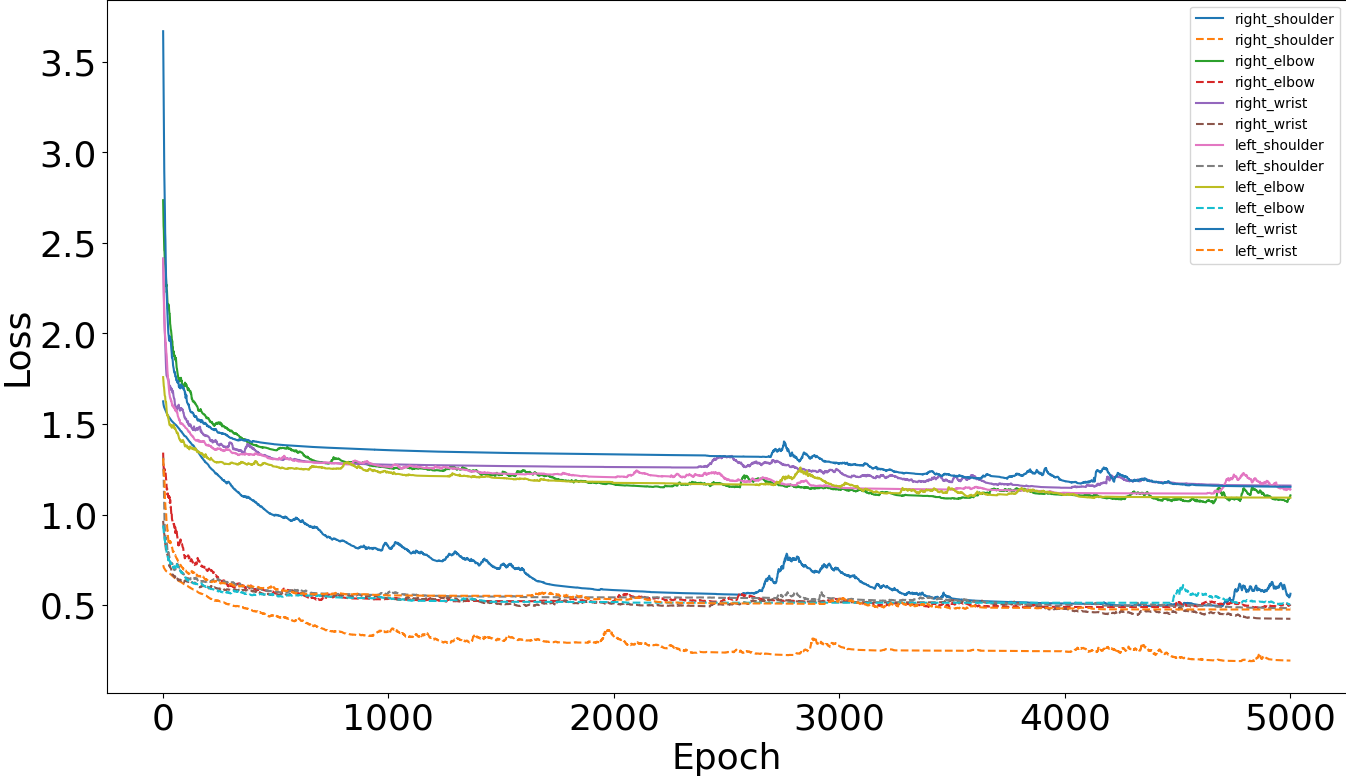 3.5
3.0
2.5
2.0
1.5
1.0
0.5
Loss
0 1000 2000 3000 4000 5000
Epoch
right_shoulder
right_shoulder
right_elbow
right_elbow
right_wrist
right_wrist
left_shoulder
left_shoulder
left_elbow
left_elbow
left_wrist
left_wrist